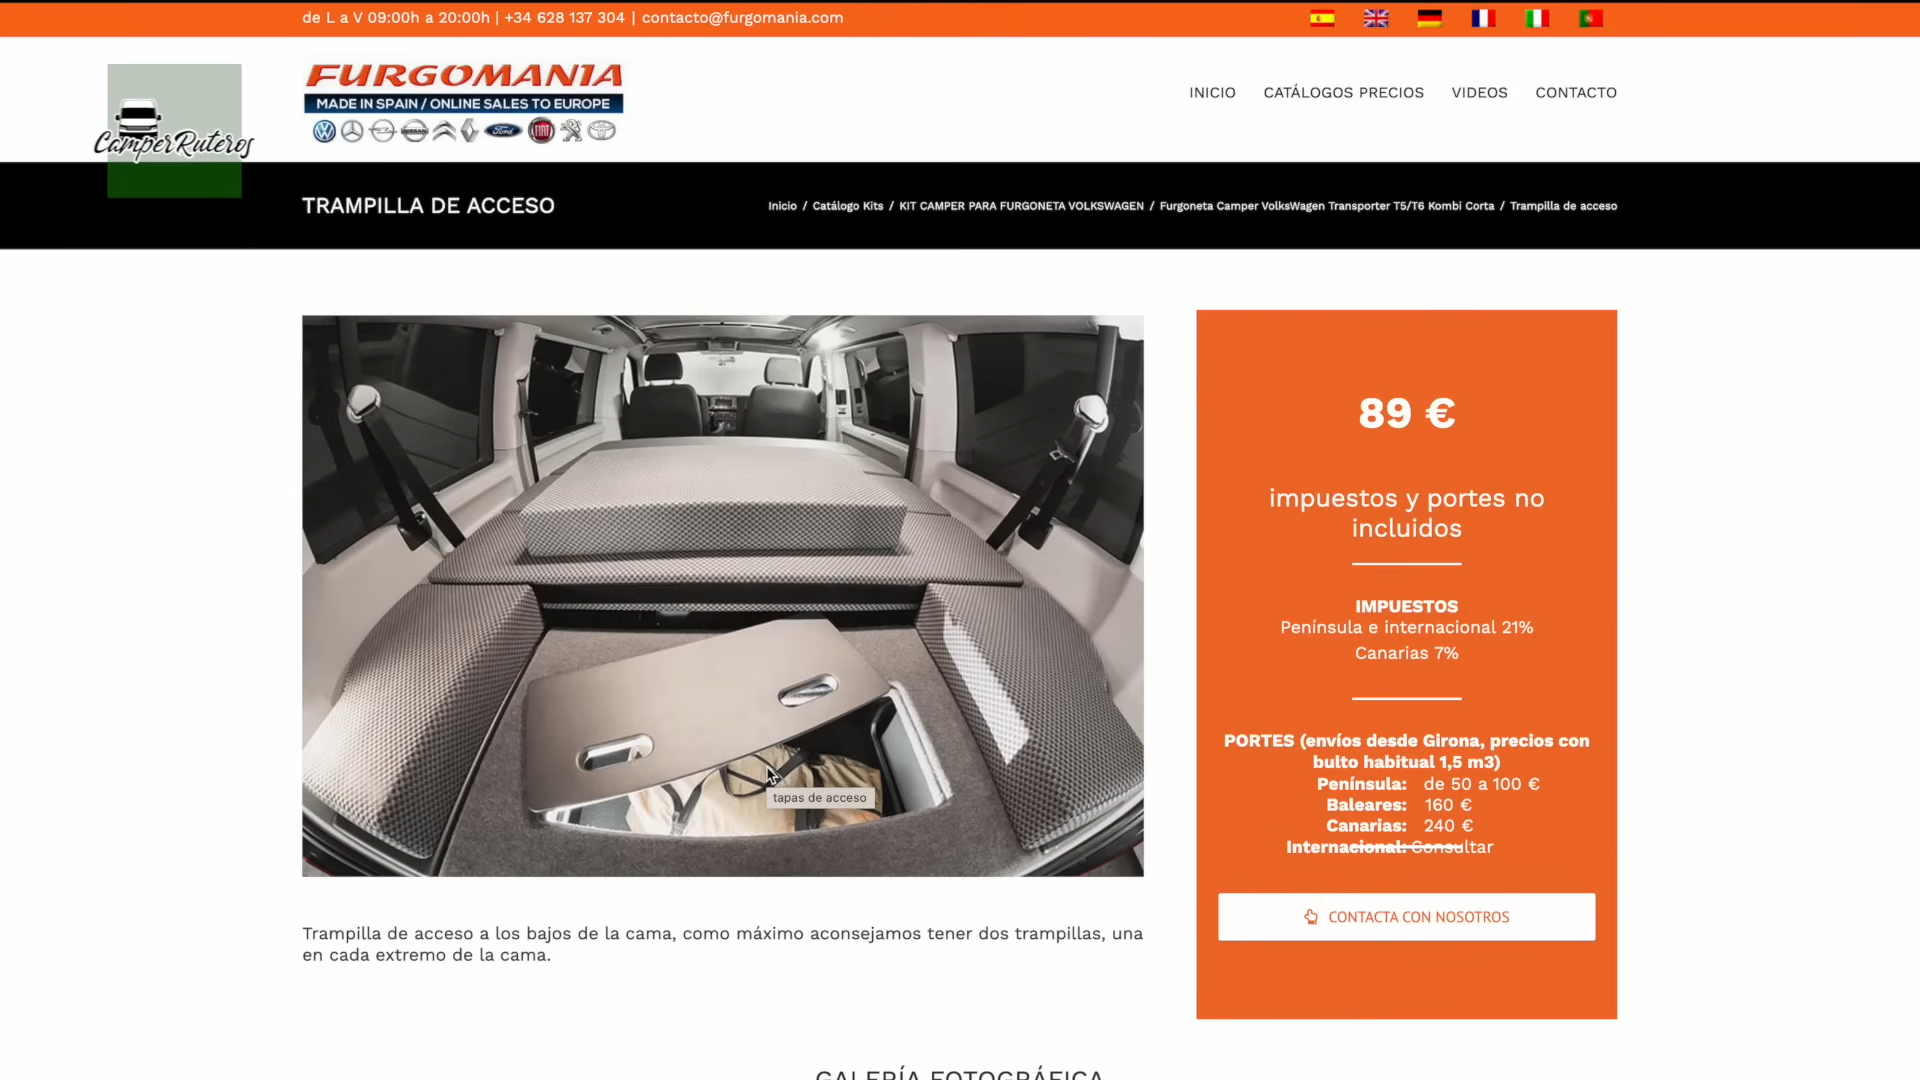 de L a V 09:00h a 20:00h | +34 628 137 304 | contacto@furgomania.com
FURGOMANIA
MADE IN SPAIN / ONLINE SALES TO EUROPE
NISSAN Ford FIAT
INICIO CATÁLOGOS PRECIOS VIDEOS CONTACTO
CamperRuteros
TRAMPILLA DE ACCESO
Inicio / Catálogo Kits / KIT CAMPER PARA FURGONETA VOLKSWAGEN / Furgoneta Camper VolksWagen Transporter T5/T6 Kombi Corta / Trampilla de acceso
tapas de acceso
Trampilla de acceso a los bajos de la cama, como máximo aconsejamos tener dos trampillas, una
en cada extremo de la cama.
89 €
impuestos y portes no
incluidos
IMPUESTOS
Península e internacional 21%
Canarias 7%
PORTES (envíos desde Girona, precios con
bulto habitual 1,5 m3)
Península: de 50 a 100 €
Baleares: 160 €
Canarias: 240 €
Internacional: Consultar
CONTACTA CON NOSOTROS
GALERÍA FOTOGRÁFICA